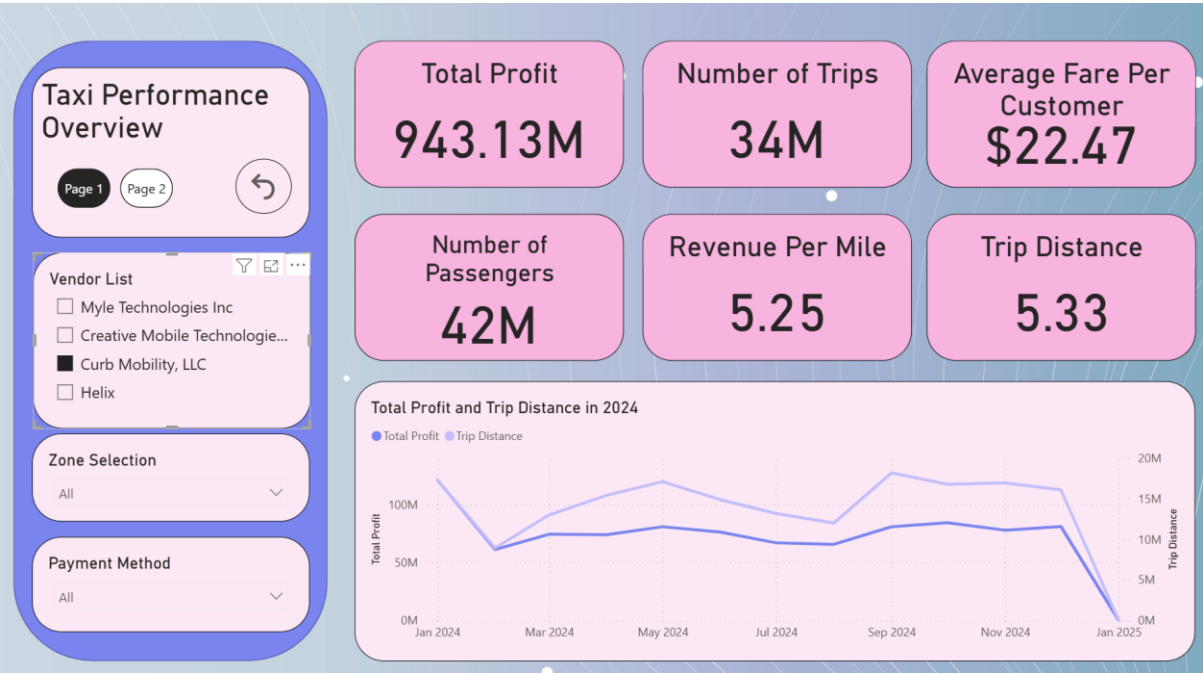 Taxi Performance
Overview
Page 1
Page 2
Vendor List
Myle Technologies Inc
Creative Mobile Technologie...
Curb Mobility, LLC
Helix
Zone Selection
All
Payment Method
All
Total Profit
943.13M
Number of Trips
34M
Average Fare Per
Customer
$22.47
Number of
Passengers
42M
Revenue Per Mile
5.25
Trip Distance
5.33
Total Profit and Trip Distance in 2024
Total Profit
Trip Distance
Total Profit
100M
50M
0M
20M
15M
10M
5M
0M
Trip Distance
Jan 2024
Mar 2024
May 2024
Jul 2024
Sep 2024
Nov 2024
Jan 2025